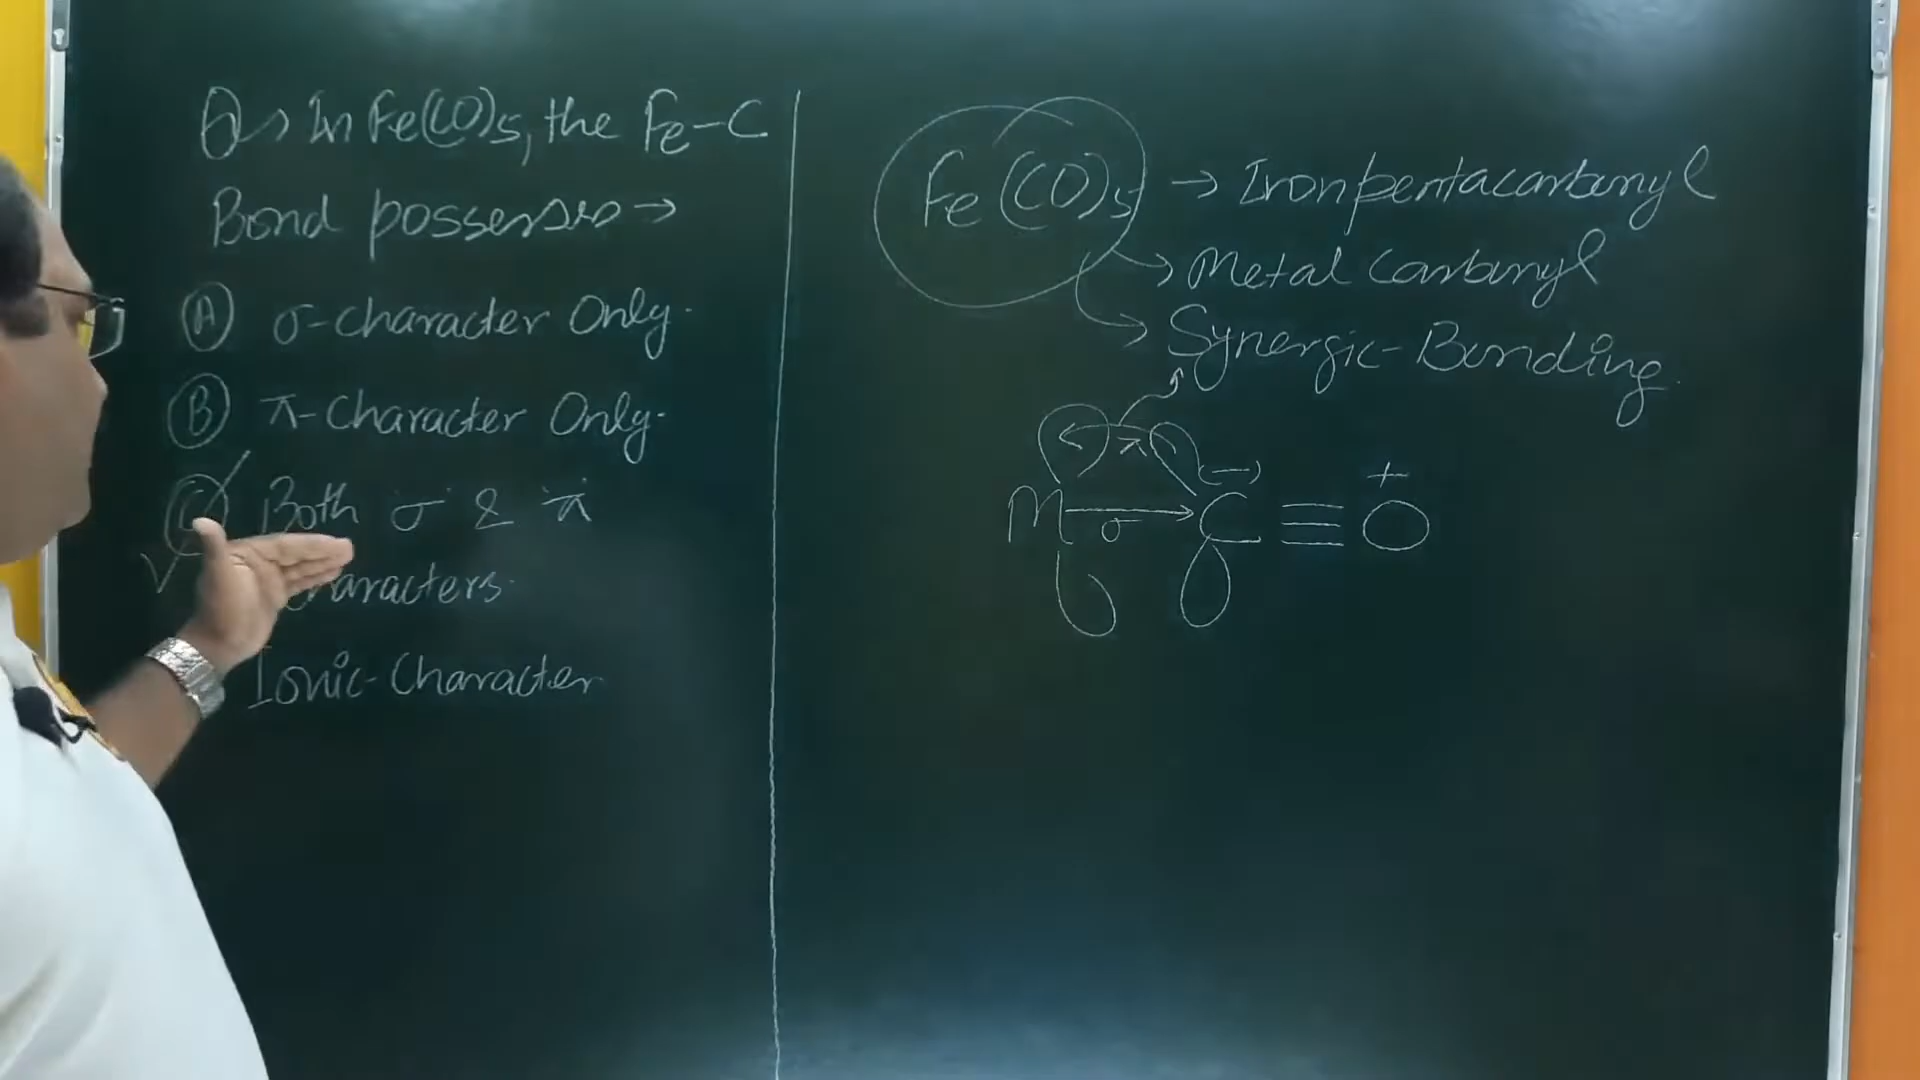 Q→ In Fe(CO)5, the Fe-C
Bond possesses→
(A) σ-character Only.
(B) π-Character Only.
(C) Both σ & π
Characters.
Ionic-Character
Fe(CO)5 → Ironpentacarbonyl
→ Metal Carbonyl
→ Synergic-Bonding.
π
(-) +
M σ C≡O